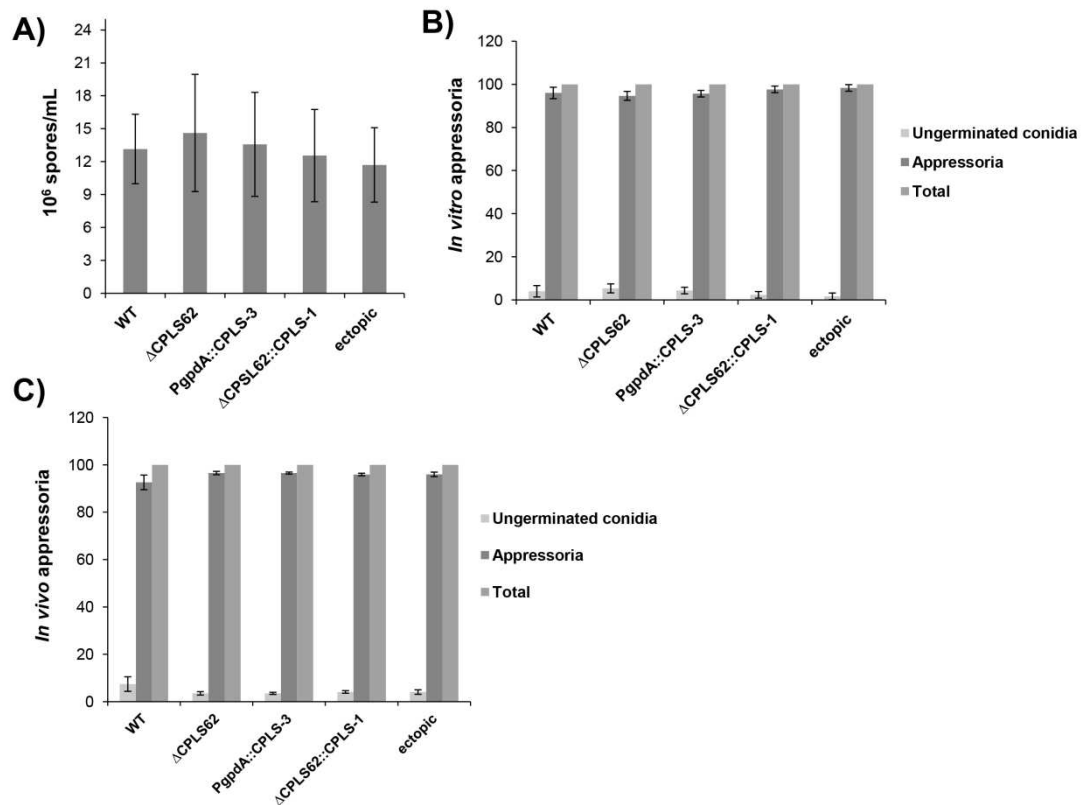 A)
24
21
18
15
12
9
6
3
0
10⁶ spores/mL
WT
ΔCPLS62
PgpdA::CPLS-3
ΔCPSL62::CPLS-1
ectopic
B)
120
100
80
60
40
20
0
In vitro appressoria
WT
ΔCPLS62
PgpdA::CPLS-3
ΔCPLS62::CPLS-1
ectopic
Ungerminated conidia
Appressoria
Total
C)
120
100
80
60
40
20
0
In vivo appressoria
WT
ΔCPLS62
PgpdA::CPLS-3
ΔCPLS62::CPLS-1
ectopic
Ungerminated conidia
Appressoria
Total